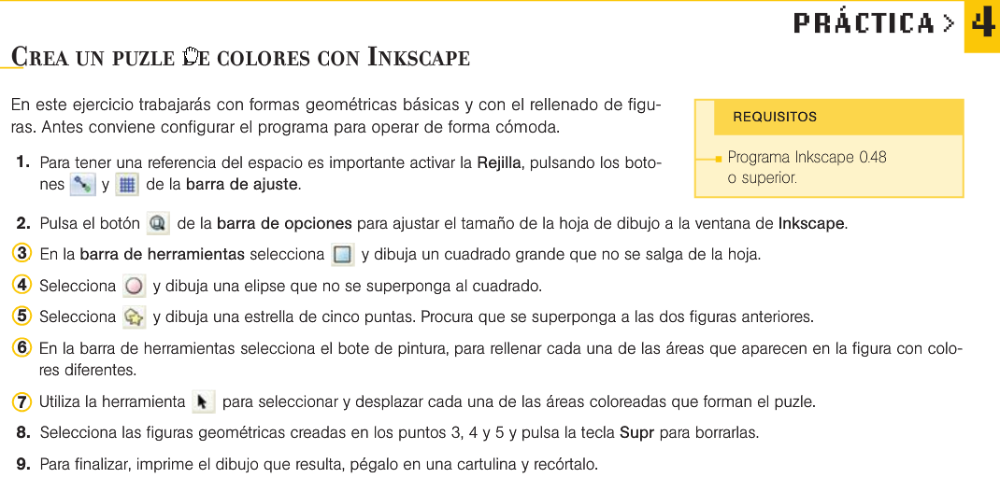 PRÁCTICA > 4
CREA UN PUZLE DE COLORES CON INKSCAPE
En este ejercicio trabajarás con formas geométricas básicas y con el rellenado de figu-
ras. Antes conviene configurar el programa para operar de forma cómoda.
REQUISITOS
Programa Inkscape 0.48
o superior.
1. Para tener una referencia del espacio es importante activar la Rejilla, pulsando los boto-
nes y de la barra de ajuste.
2. Pulsa el botón de la barra de opciones para ajustar el tamaño de la hoja de dibujo a la ventana de Inkscape.
3. En la barra de herramientas selecciona y dibuja un cuadrado grande que no se salga de la hoja.
4 Selecciona y dibuja una elipse que no se superponga al cuadrado.
5 Selecciona y dibuja una estrella de cinco puntas. Procura que se superponga a las dos figuras anteriores.
6. En la barra de herramientas selecciona el bote de pintura, para rellenar cada una de las áreas que aparecen en la figura con colo-
res diferentes.
7 Utiliza la herramienta para seleccionar y desplazar cada una de las áreas coloreadas que forman el puzle.
8. Selecciona las figuras geométricas creadas en los puntos 3, 4 y 5 y pulsa la tecla Supr para borrarlas.
9. Para finalizar, imprime el dibujo que resulta, pégalo en una cartulina y recórtalo.